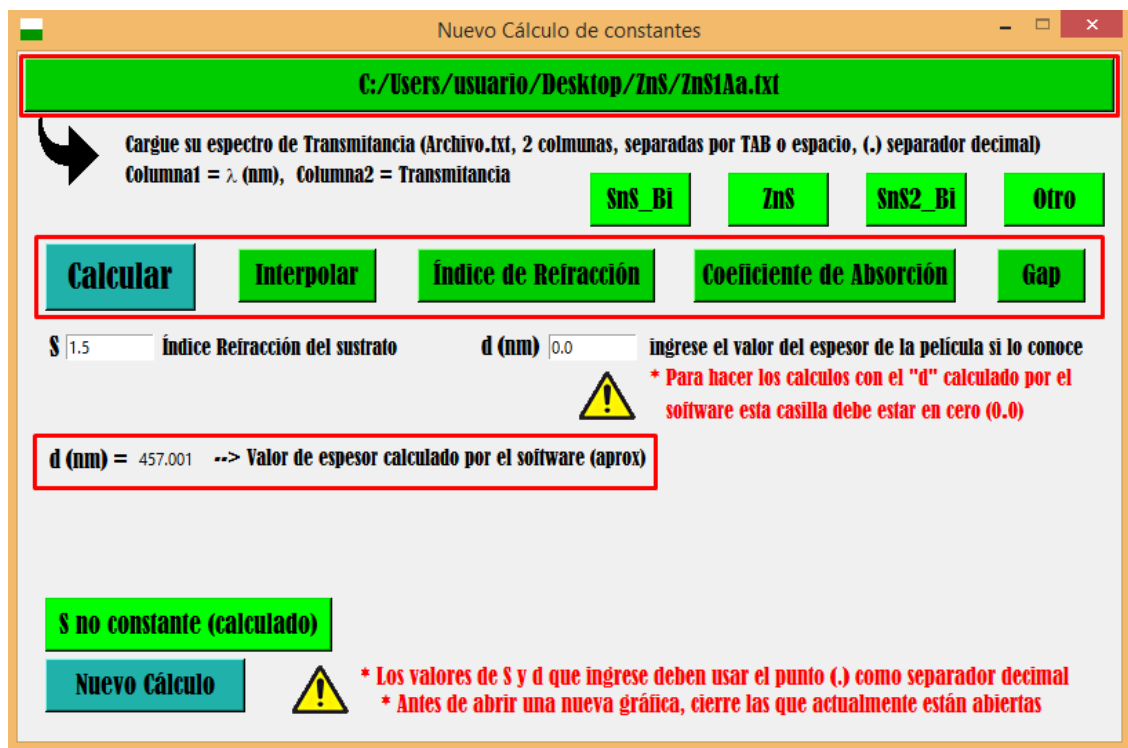 Nuevo Cálculo de constantes
C:/Users/usuario/Desktop/ZnS/ZnS1Aa.txt
Cargue su espectro de Transmitancia (Archivo.txt, 2 colmunas, separadas por TAB o espacio, (.) separador decimal)
Columna1 = λ (nm), Columna2 = Transmitancia
SnS_Bi ZnS SnS2_Bi Otro
Calcular Interpolar Índice de Refracción Coeficiente de Absorción Gap
S 1.5 Índice Refracción del sustrato d (nm) 0.0 ingrese el valor del espesor de la película si lo conoce
* Para hacer los calculos con el "d" calculado por el
software esta casilla debe estar en cero (0.0)
d (nm) = 457.001 --> Valor de espesor calculado por el software (aprox)
S no constante (calculado)
Nuevo Cálculo
* Los valores de S y d que ingrese deben usar el punto (.) como separador decimal
* Antes de abrir una nueva gráfica, cierre las que actualmente están abiertas